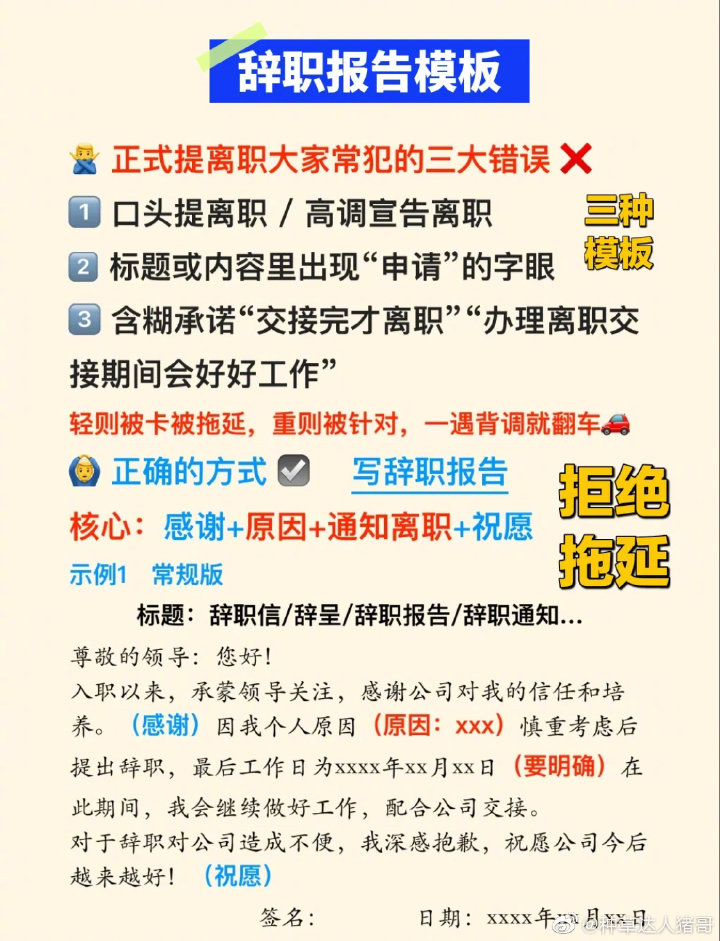 辞职报告模板
正式提离职大家常犯的三大错误
1 口头提离职 / 高调宣告离职
三种
模板
2 标题或内容里出现“申请”的字眼
3 含糊承诺“交接完才离职”“办理离职交
接期间会好好工作”
轻则被卡被拖延，重则被针对，一遇背调就翻车
正确的方式 写辞职报告
拒绝
拖延
核心：感谢+原因+通知离职+祝愿
示例1 常规版
标题：辞职信/辞呈/辞职报告/辞职通知...
尊敬的领导：您好！
入职以来，承蒙领导关注，感谢公司对我的信任和培
养。（感谢）因我个人原因（原因：xxx）慎重考虑后
提出辞职，最后工作日为xxxx年xx月xx日（要明确）在
此期间，我会继续做好工作，配合公司交接。
对于辞职对公司造成不便，我深感抱歉，祝愿公司今后
越来越好！（祝愿）
签名： 日期：xxxx年xx月xx日
@种草达人猪哥